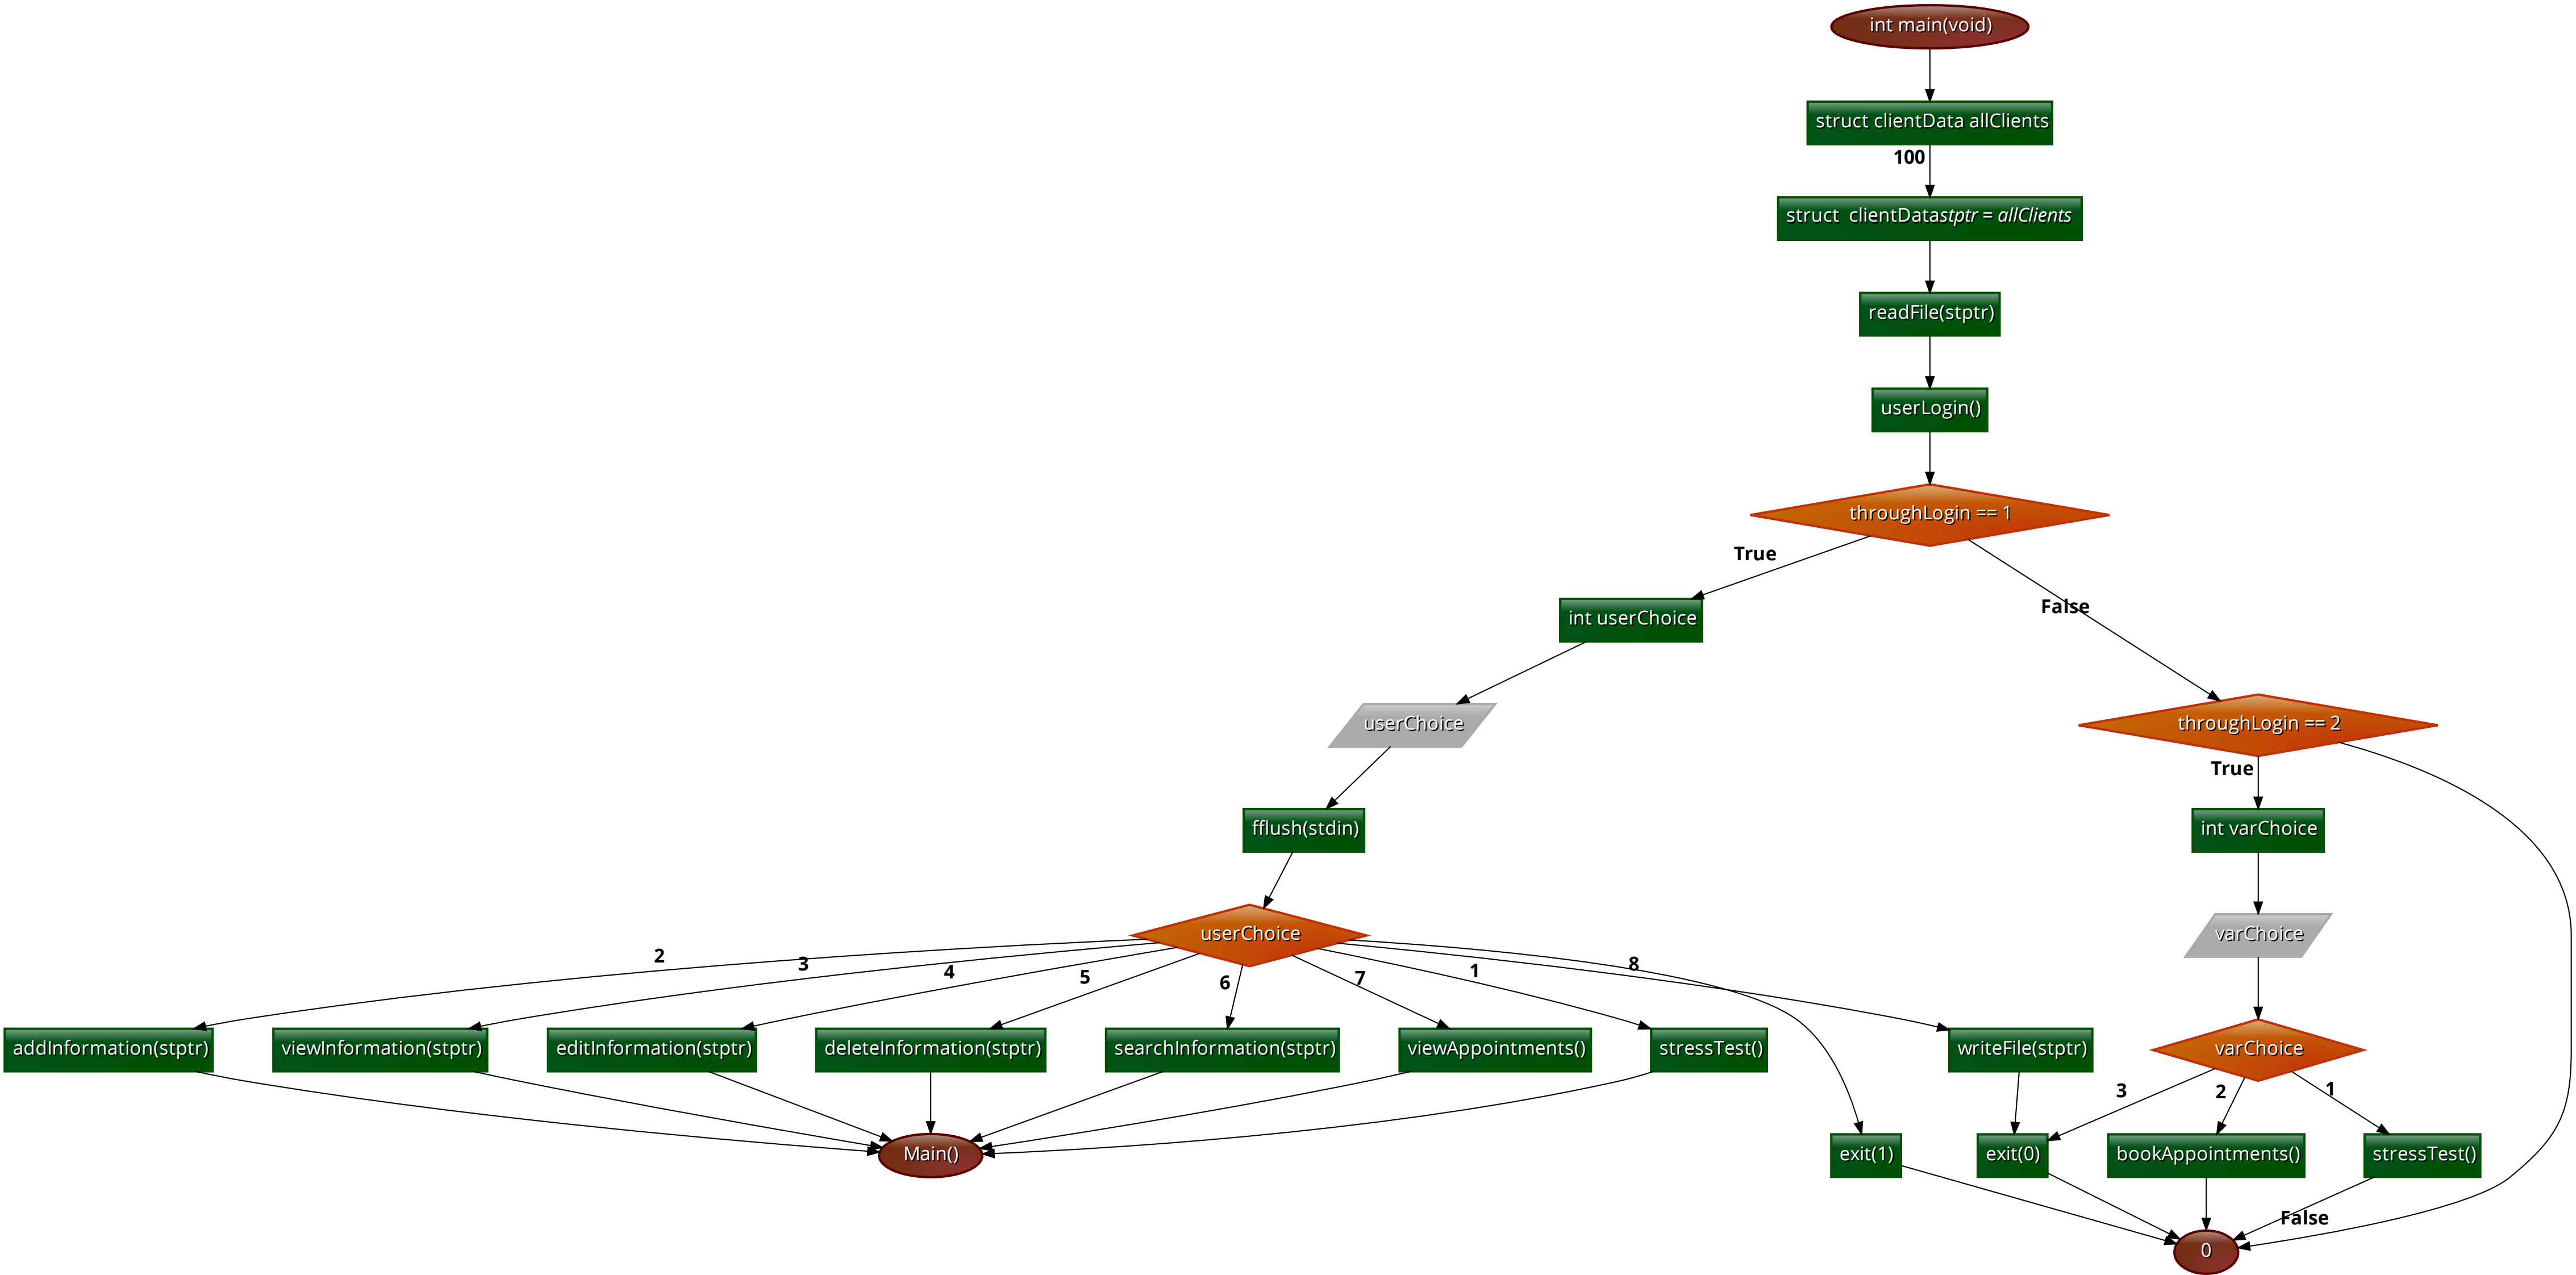 int main(void)
struct clientData allClients
100
struct  clientDatastptr = allClients
readFile(stptr)
userLogin()
throughLogin == 1
True
False
int userChoice
userChoice
throughLogin == 2
True
fflush(stdin)
int varChoice
userChoice
varChoice
2
3
4
5
6
7
1
8
addInformation(stptr)
viewInformation(stptr)
editInformation(stptr)
deleteInformation(stptr)
searchInformation(stptr)
viewAppointments()
stressTest()
writeFile(stptr)
varChoice
3
2
1
Main()
exit(1)
exit(0)
bookAppointments()
stressTest()
False
0